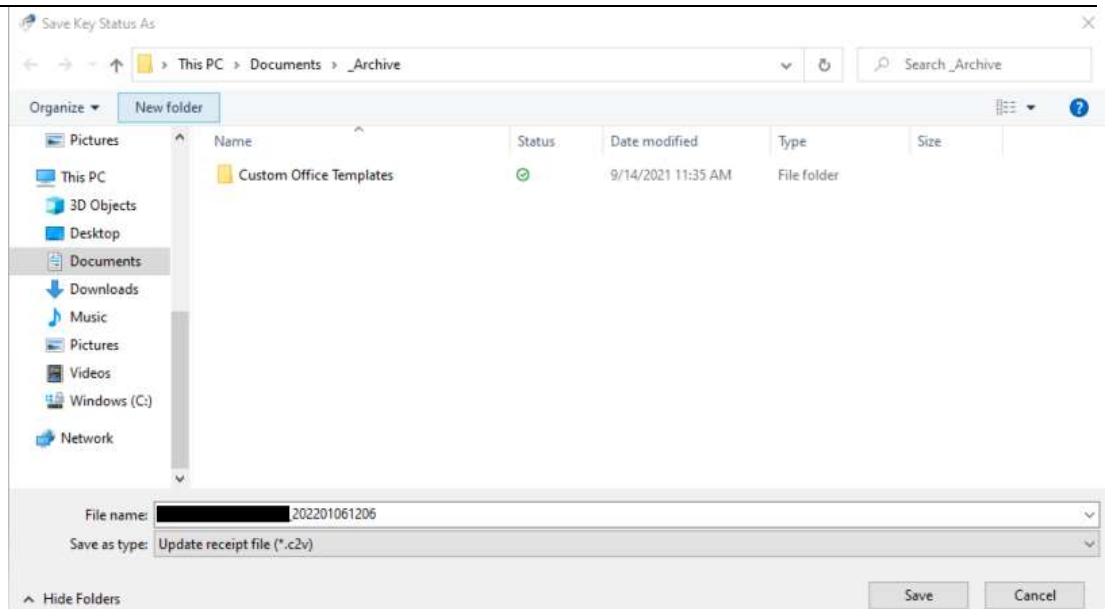 Save Key Status As
This PC > Documents > _Archive
Search _Archive
Organize
New folder
Name
Status
Date modified
Type
Size
Custom Office Templates
9/14/2021 11:35 AM
File folder
Pictures
This PC
3D Objects
Desktop
Documents
Downloads
Music
Pictures
Videos
Windows (C:)
Network
File name:
202201061206
Save as type: Update receipt file (*.c2v)
Hide Folders
Save
Cancel